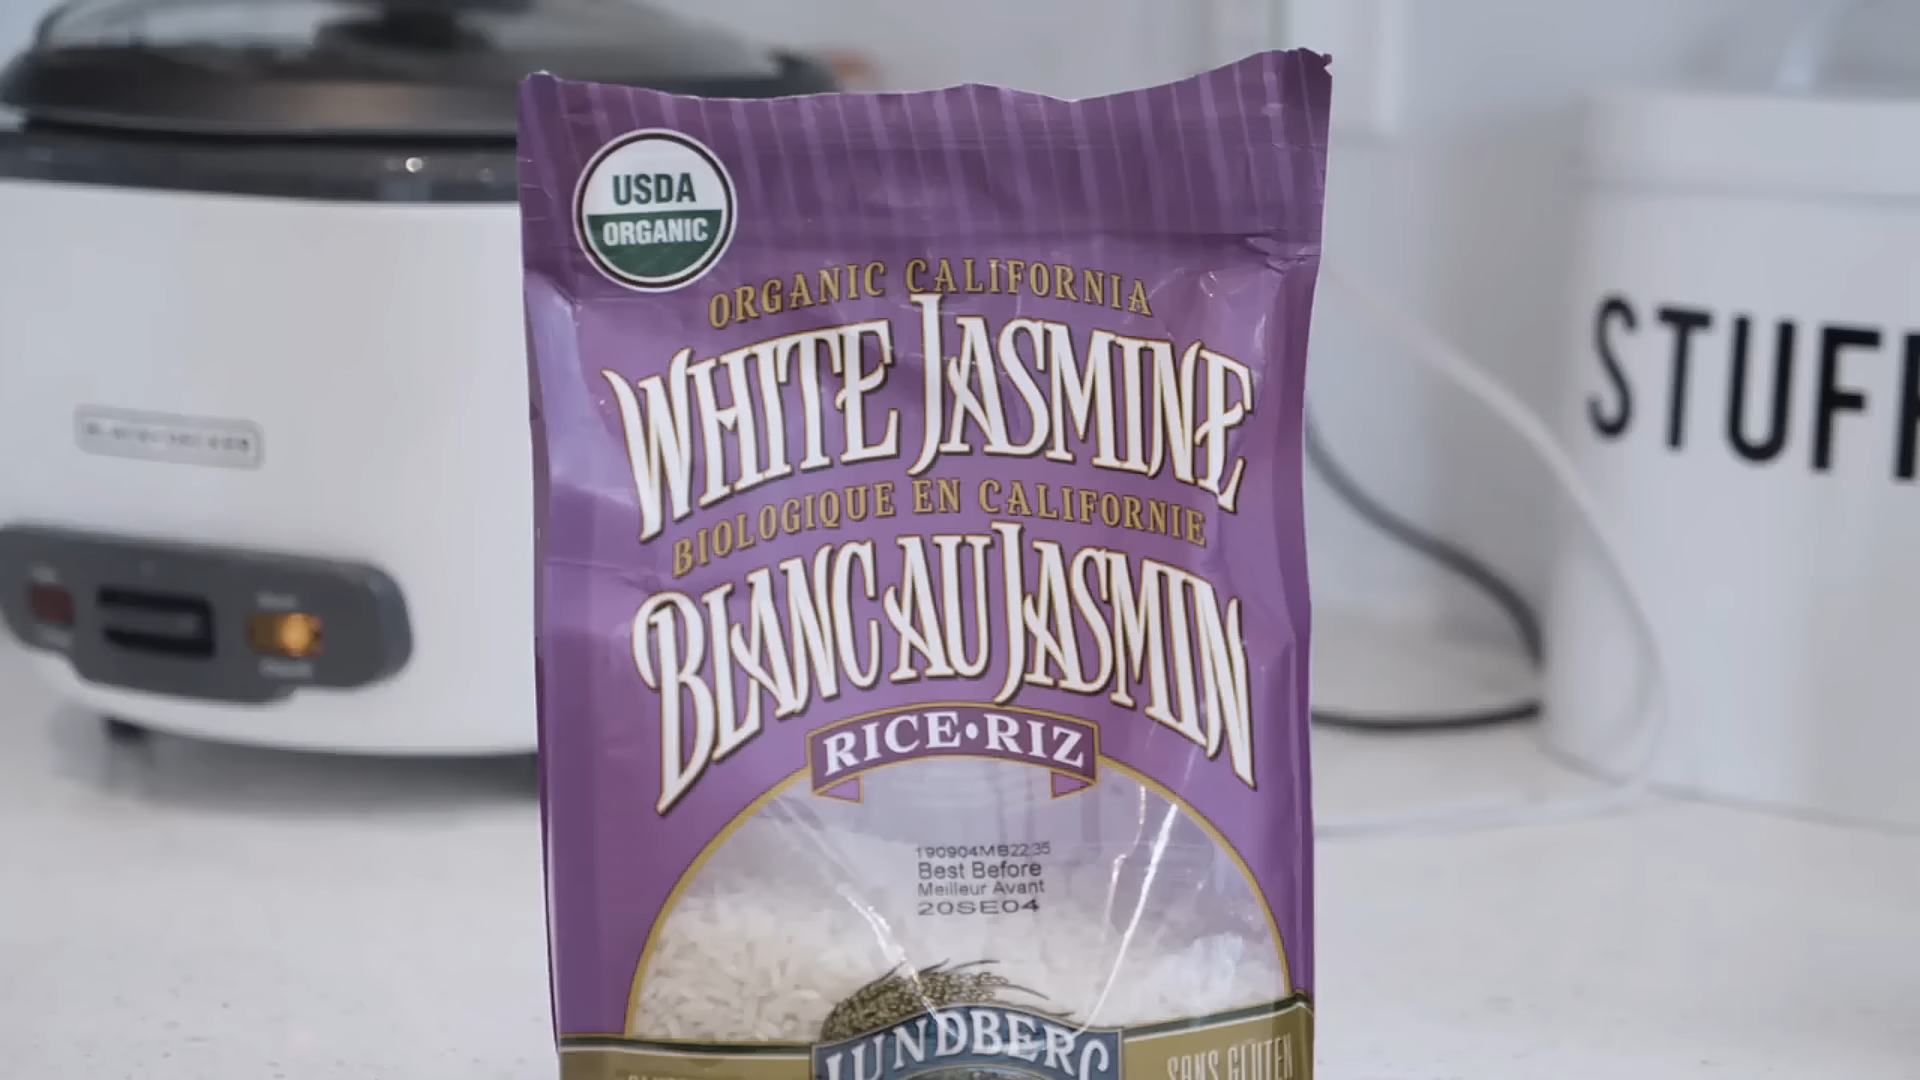 USDA
ORGANIC
ORGANIC CALIFORNIA
WHITE JASMINE
BIOLOGIQUE EN CALIFORNIE
BLANC AU JASMIN
RICE•RIZ
190904MB22:35
Best Before
Meilleur Avant
20SE04
LUNDBERG
SANS GLUTEN
STUFF